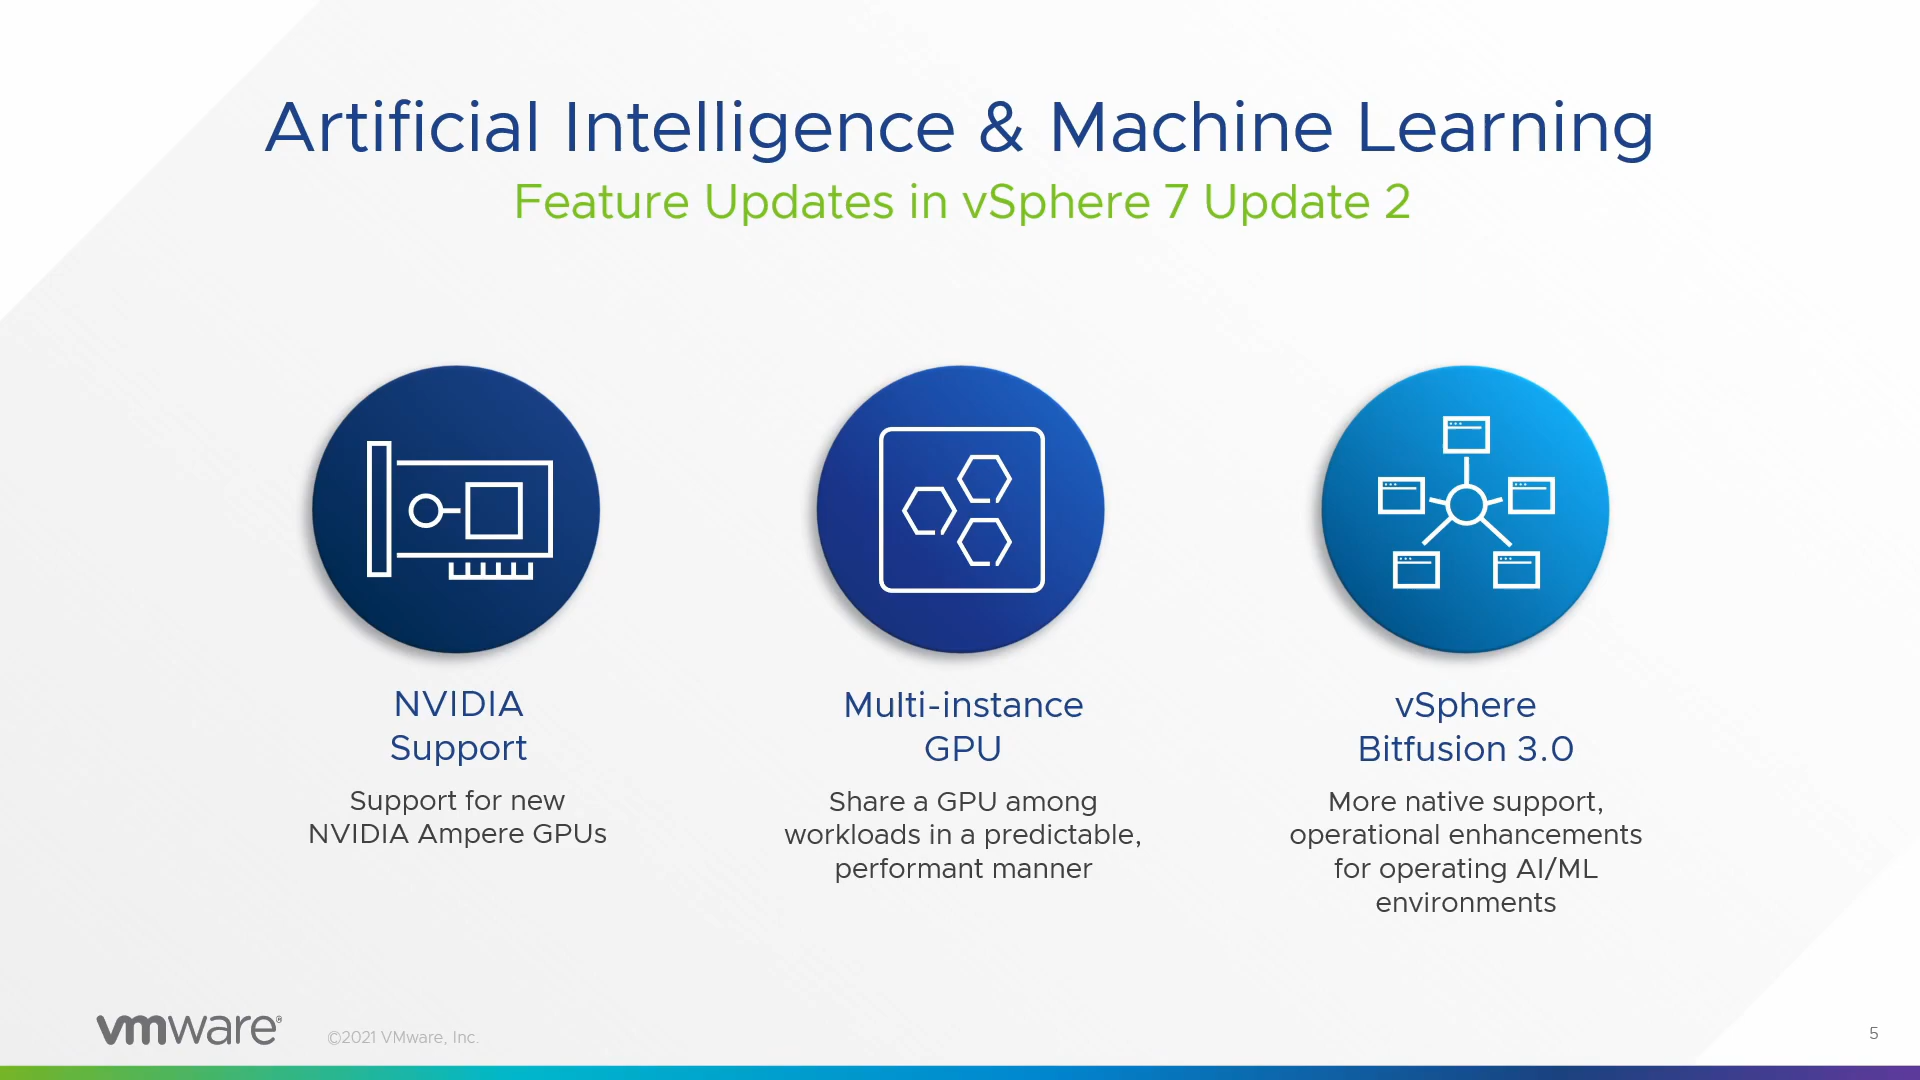 Artificial Intelligence & Machine Learning
Feature Updates in vSphere 7 Update 2
NVIDIA
Support
Support for new
NVIDIA Ampere GPUs
Multi-instance
GPU
Share a GPU among
workloads in a predictable,
performant manner
vSphere
Bitfusion 3.0
More native support,
operational enhancements
for operating AI/ML
environments
vmware®
©2021 VMware, Inc.
5